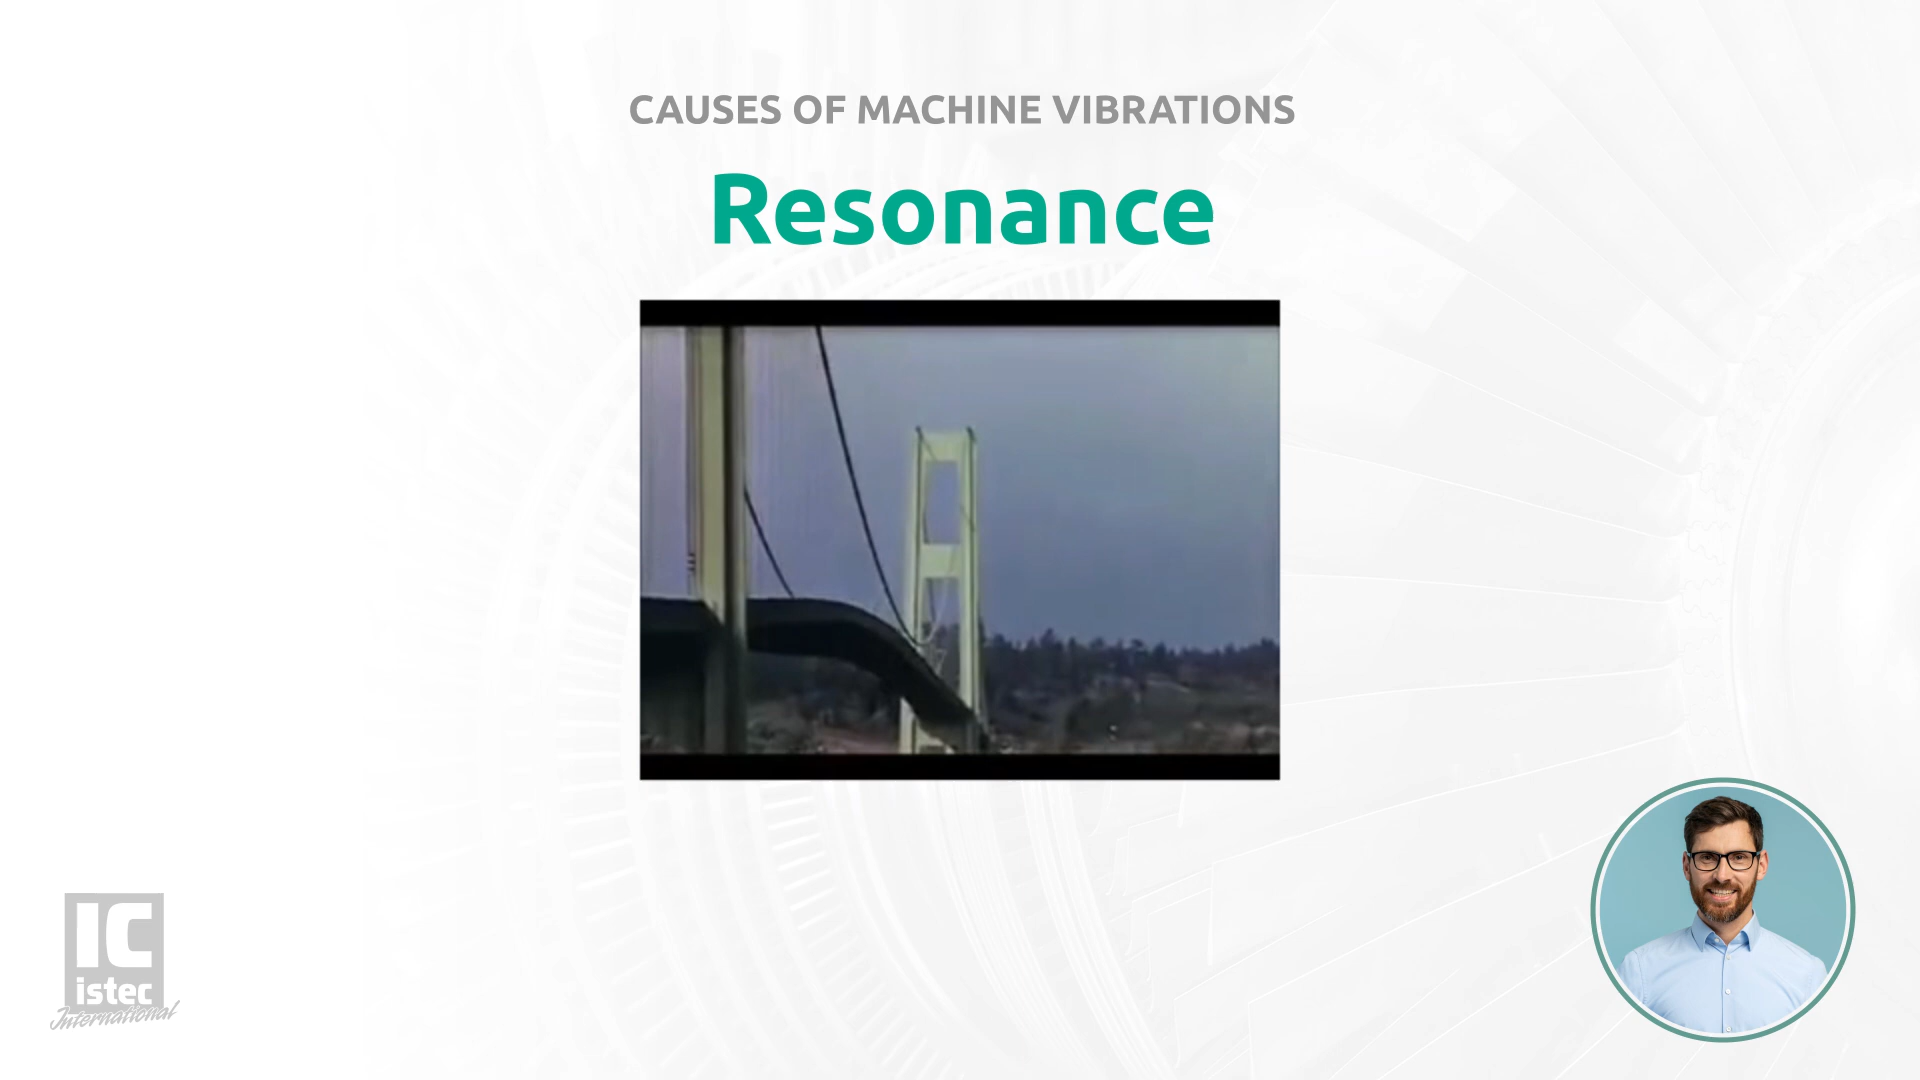 CAUSES OF MACHINE VIBRATIONS
Resonance
IC
istec
International